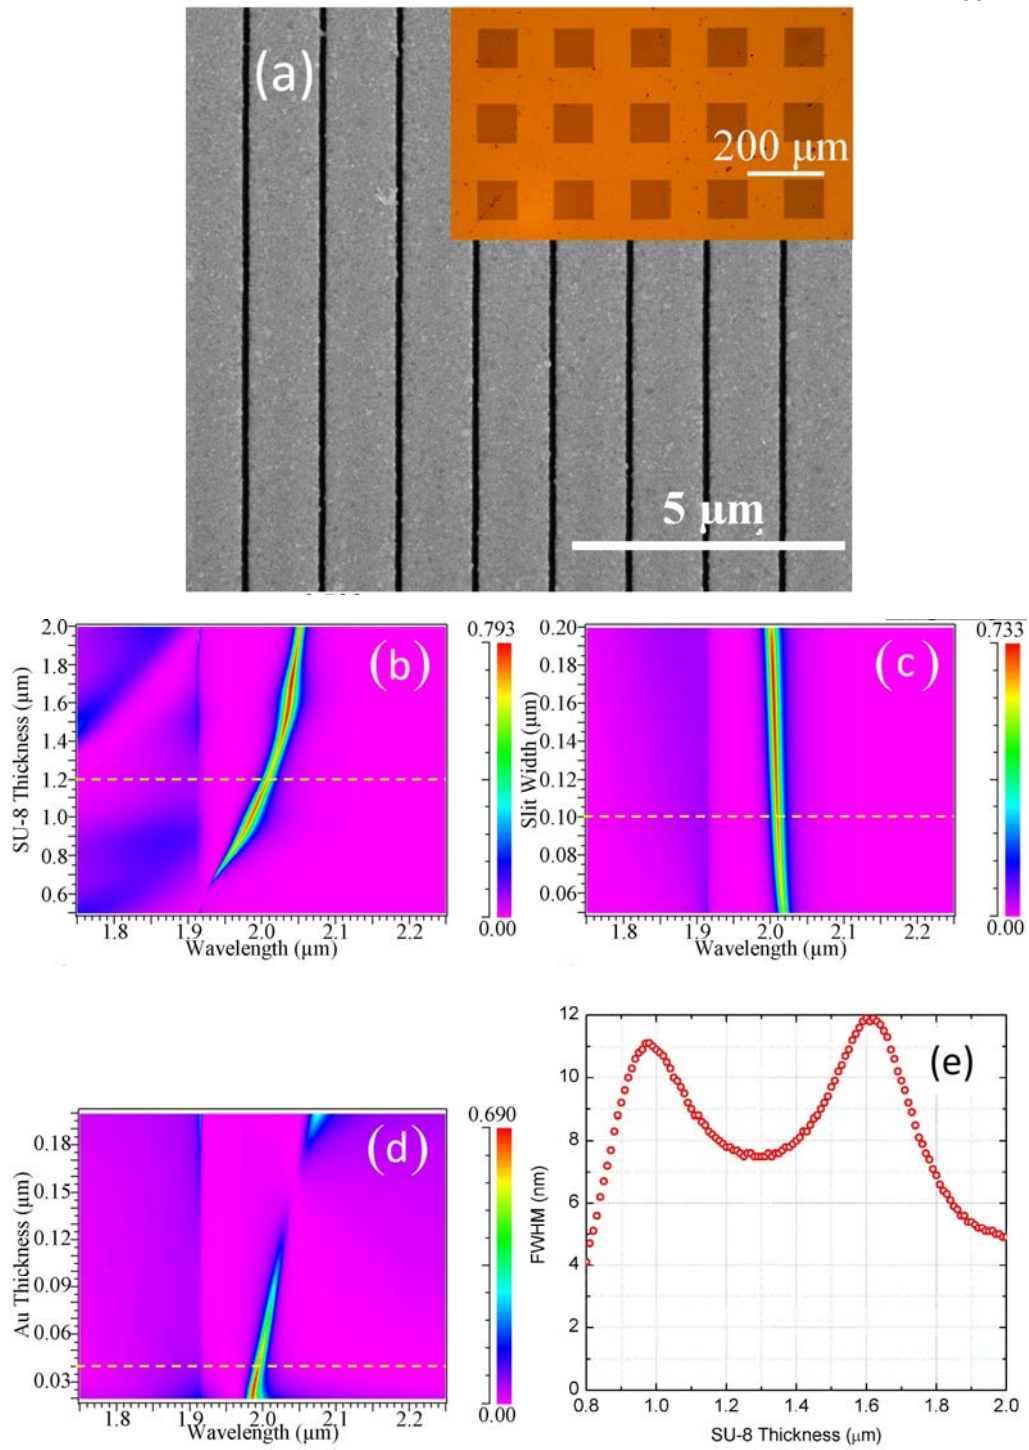 (a)
200 μm
5 μm
2.0
1.8
1.6
1.4
1.2
1.0
0.8
0.6
SU-8 Thickness (μm)
(b)
0.793
0.00
1.8 1.9 2.0 2.1 2.2
Wavelength (μm)
0.20
0.18
0.16
0.14
0.12
0.10
0.08
0.06
Slit Width (μm)
(c)
0.733
0.00
1.8 1.9 2.0 2.1 2.2
Wavelength (μm)
0.18
0.15
0.12
0.09
0.06
0.03
Au Thickness (μm)
(d)
0.690
0.00
1.8 1.9 2.0 2.1 2.2
Wavelength (μm)
12
10
8
6
4
2
0
FWHM (nm)
(e)
0.8 1.0 1.2 1.4 1.6 1.8 2.0
SU-8 Thickness (μm)